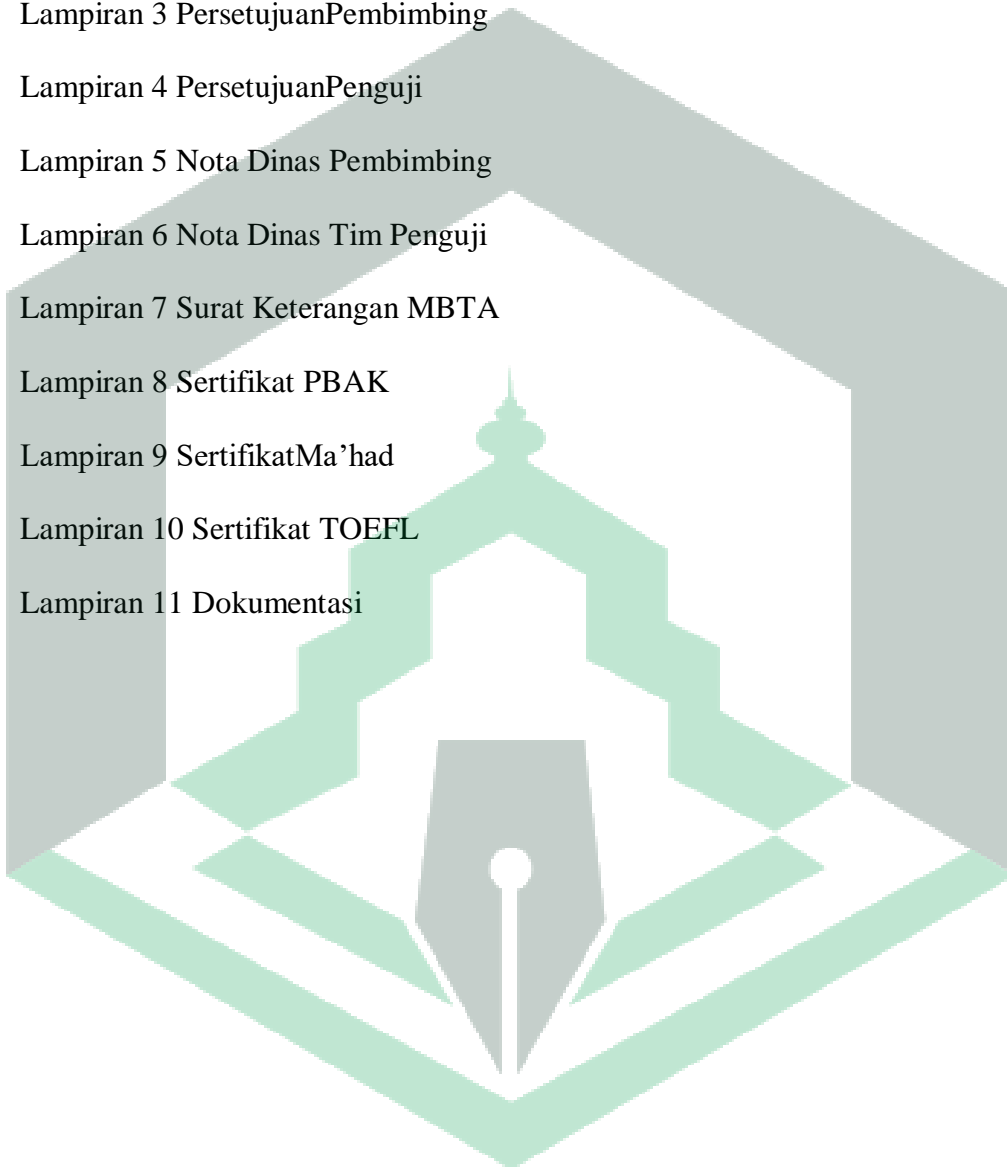 Lampiran 3 PersetujuanPembimbing
Lampiran 4 PersetujuanPenguji
Lampiran 5 Nota Dinas Pembimbing
Lampiran 6 Nota Dinas Tim Penguji
Lampiran 7 Surat Keterangan MBTA
Lampiran 8 Sertifikat PBAK
Lampiran 9 SertifikatMa’had
Lampiran 10 Sertifikat TOEFL
Lampiran 11 Dokumentasi